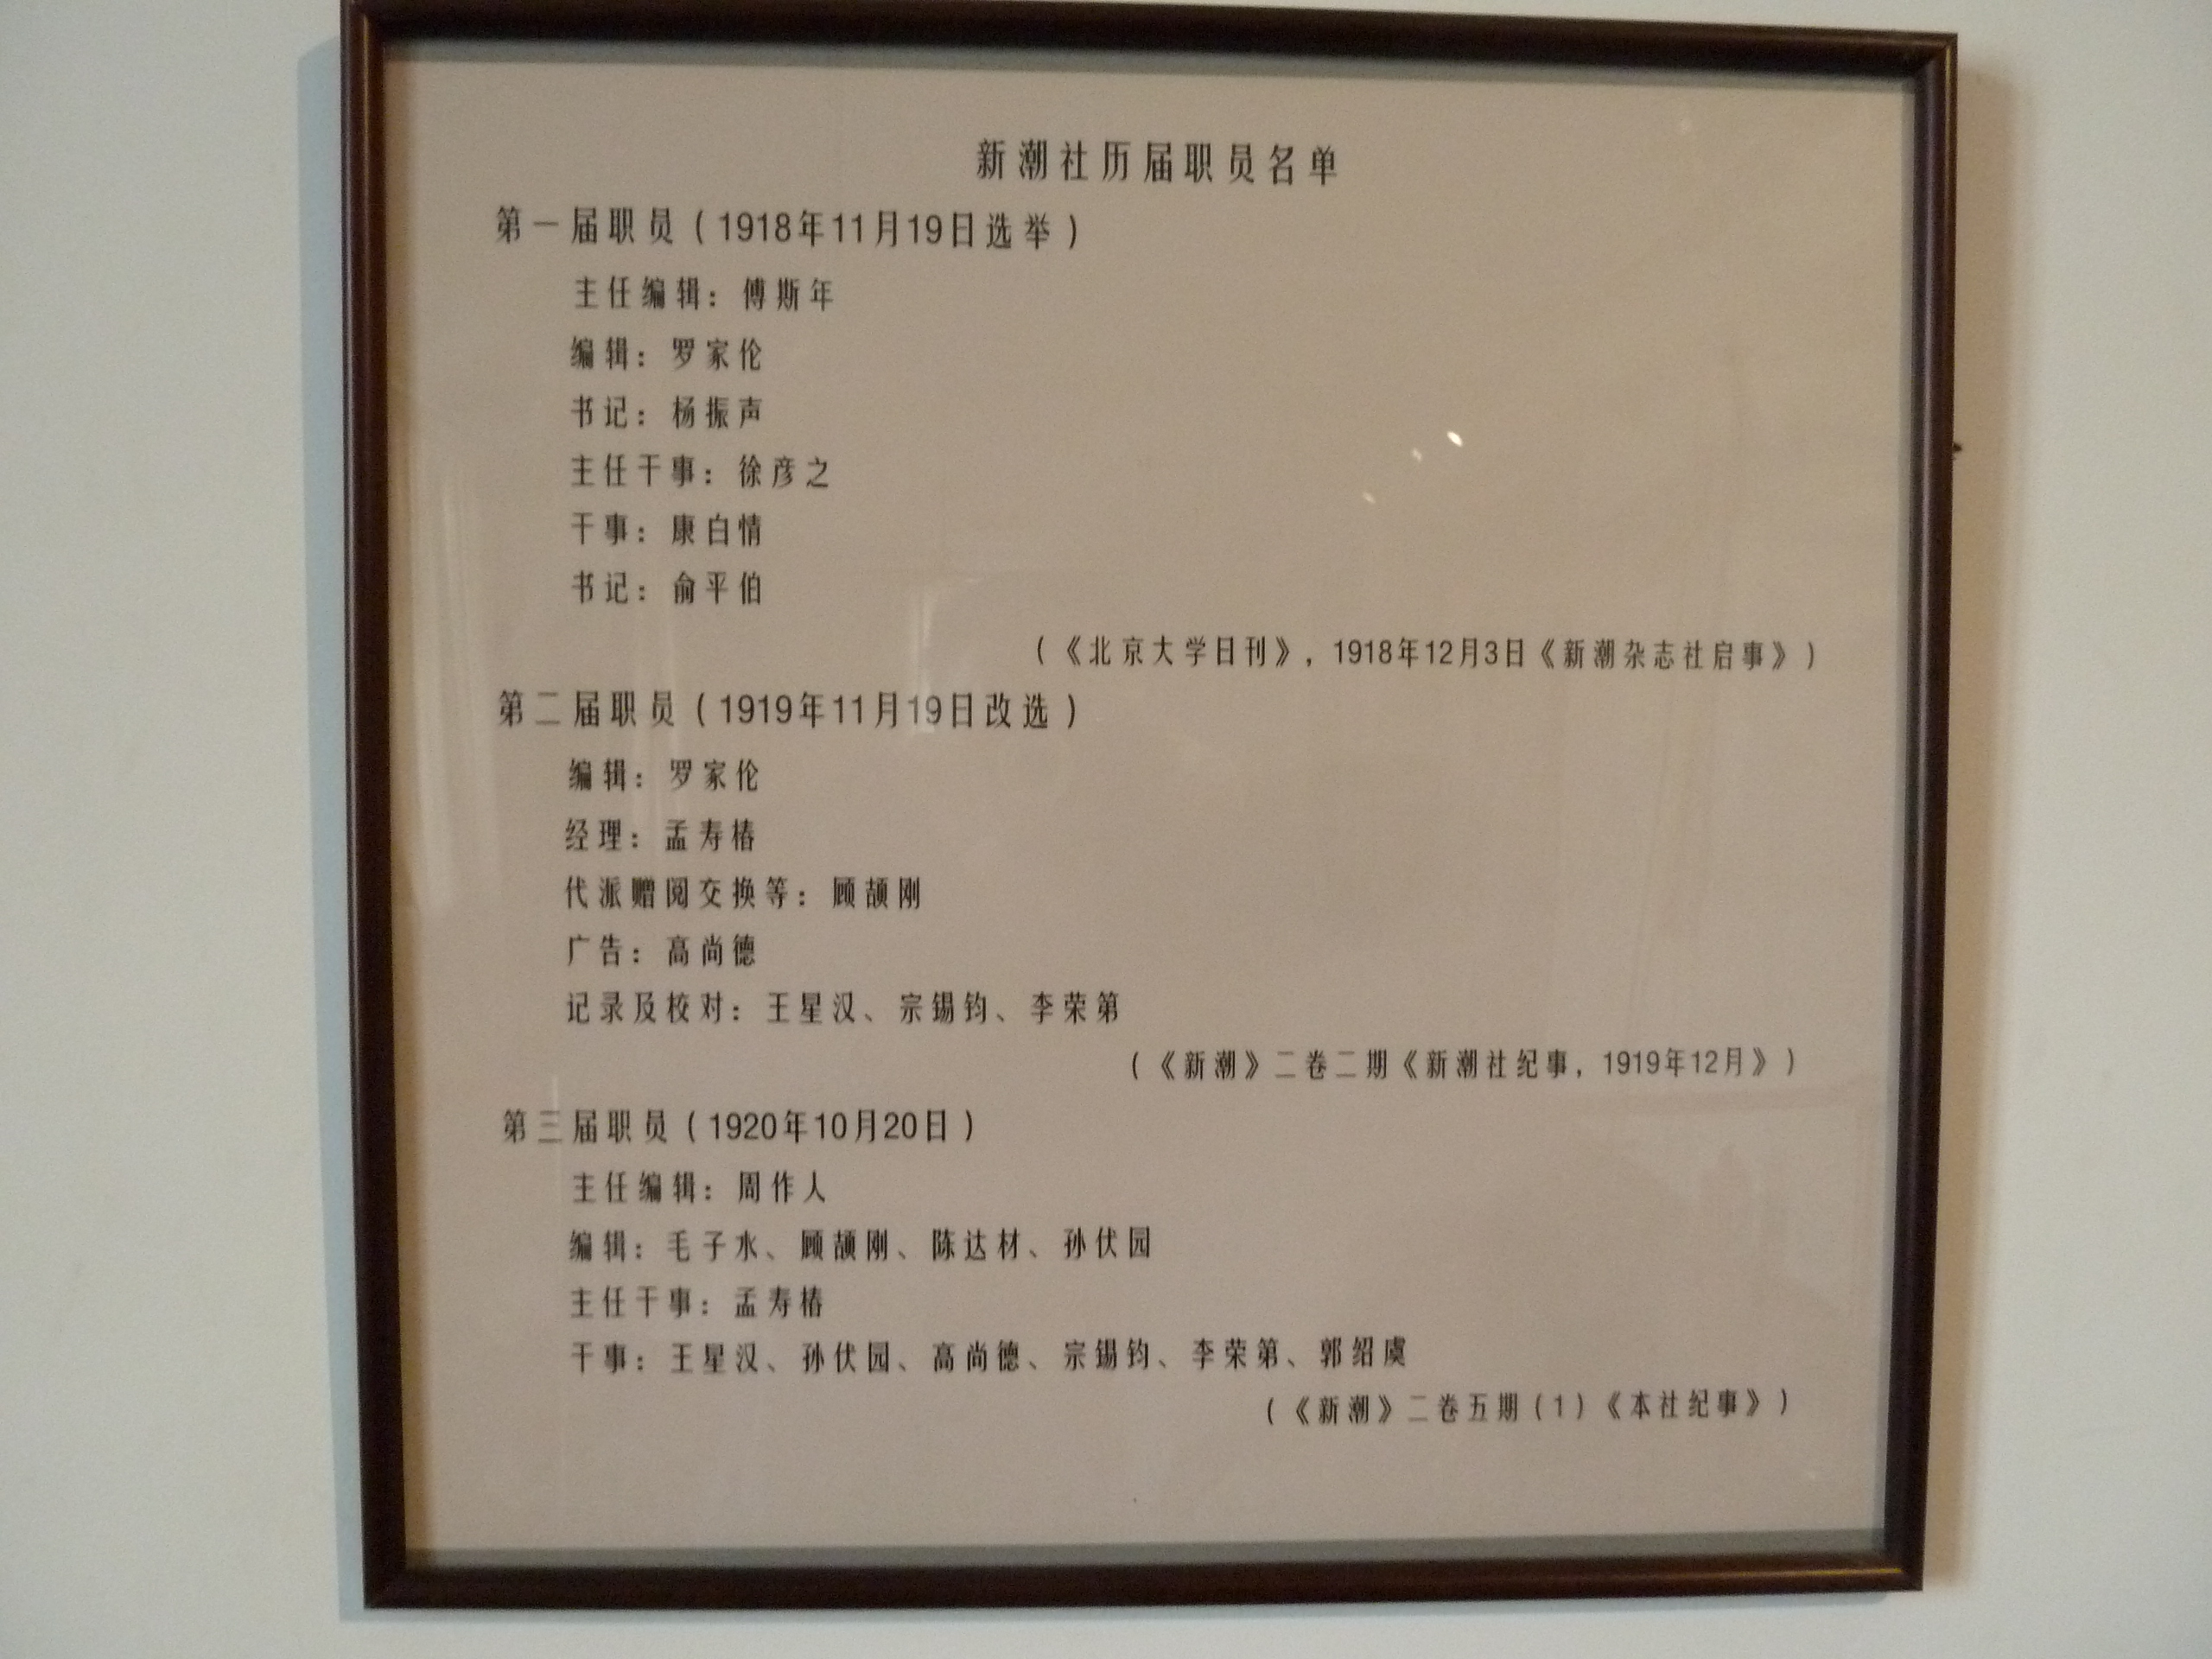 新潮社历届职员名单
第一届职员（1918年11月19日选举）
主任编辑：傅斯年
编辑：罗家伦
书记：杨振声
主任干事：徐彦之
干事：康白情
书记：俞平伯
（《北京大学日刊》，1918年12月3日《新潮杂志社启事》）
第二届职员（1919年11月19日改选）
编辑：罗家伦
经理：孟寿椿
代派赠阅交换等：顾颉刚
广告：高尚德
记录及校对：王星汉、宗锡钧、李荣第
（《新潮》二卷二期《新潮社纪事，1919年12月》）
第三届职员（1920年10月20日）
主任编辑：周作人
编辑：毛子水、顾颉刚、陈达材、孙伏园
主任干事：孟寿椿
干事：王星汉、孙伏园、高尚德、宗锡钧、李荣第、郭绍虞
（《新潮》二卷五期（1）《本社纪事》）